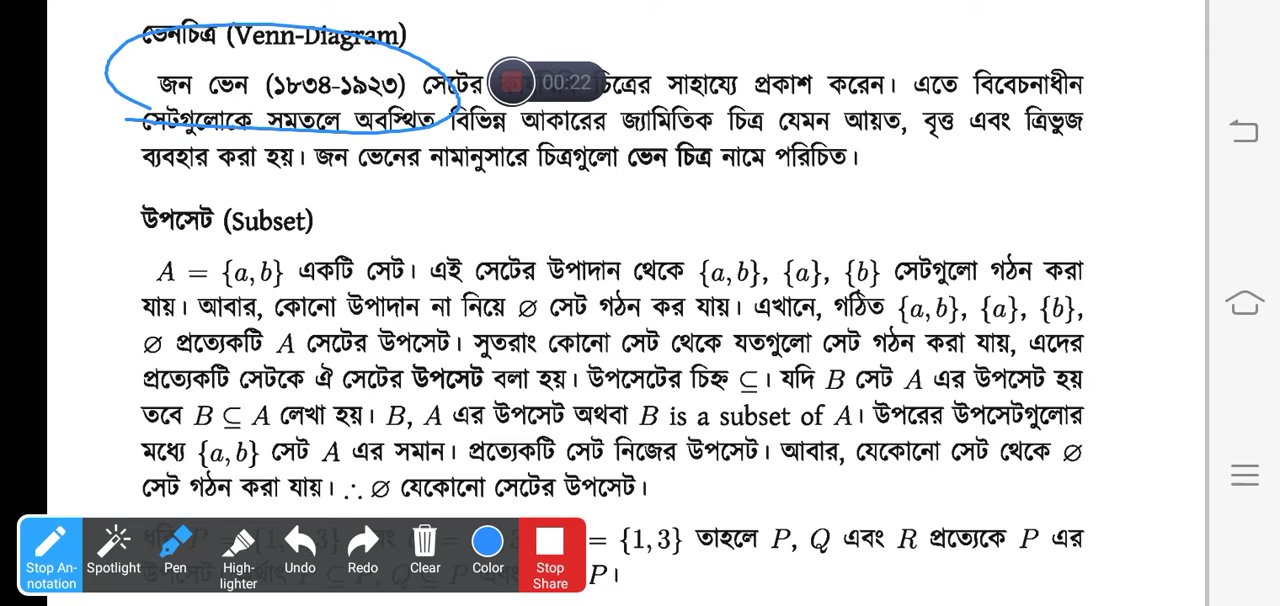 ভেনচিত্র (Venn-Diagram)
জন ভেন (১৮৩৪-১৯২৩) সেটের চিত্রের সাহায্যে প্রকাশ করেন। এতে বিবেচনাধীন
সেটগুলোকে সমতলে অবস্থিত বিভিন্ন আকারের জ্যামিতিক চিত্র যেমন আয়ত, বৃত্ত এবং ত্রিভুজ
ব্যবহার করা হয়। জন ভেনের নামানুসারে চিত্রগুলো ভেন চিত্র নামে পরিচিত।
00:22
উপসেট (Subset)
A = {a, b} একটি সেট। এই সেটের উপাদান থেকে {a, b}, {a}, {b} সেটগুলো গঠন করা
যায়। আবার, কোনো উপাদান না নিয়ে ∅ সেট গঠন কর যায়। এখানে, গঠিত {a, b}, {a}, {b},
∅ প্রত্যেকটি A সেটের উপসেট। সুতরাং কোনো সেট থেকে যতগুলো সেট গঠন করা যায়, এদের
প্রত্যেকটি সেটকে ঐ সেটের উপসেট বলা হয়। উপসেটের চিহ্ন ⊆। যদি B সেট A এর উপসেট হয়
তবে B ⊆ A লেখা হয়। B, A এর উপসেট অথবা B is a subset of A। উপরের উপসেটগুলোর
মধ্যে {a, b} সেট A এর সমান। প্রত্যেকটি সেট নিজের উপসেট। আবার, যেকোনো সেট থেকে ∅
সেট গঠন করা যায়। ∴ ∅ যেকোনো সেটের উপসেট।
= {1, 3} তাহলে P, Q এবং R প্রত্যেকে P এর
P।
Stop An-
notation
Spotlight
Pen
High-
lighter
Undo
Redo
Clear
Color
Stop
Share